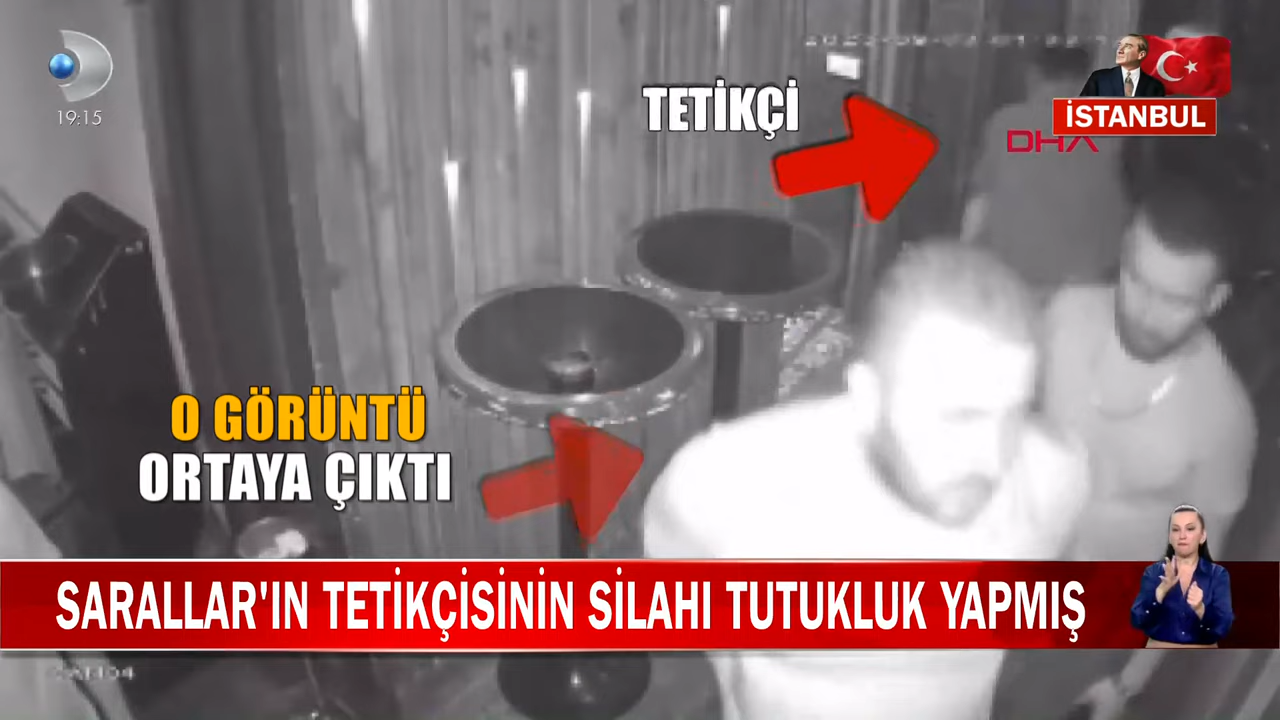 19:15
TETİKÇİ
İSTANBUL
DHA
O GÖRÜNTÜ
ORTAYA ÇIKTI
SARALLAR'IN TETİKÇİSİNİN SİLAHI TUTUKLUK YAPMIŞ